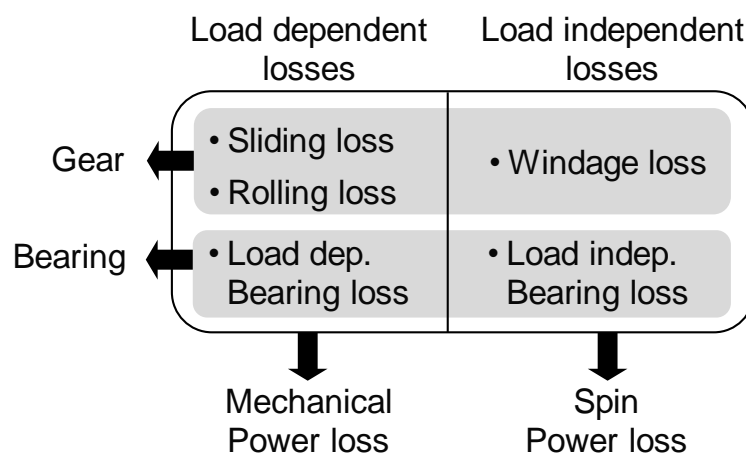 Load dependent
losses
Load independent
losses
Gear
• Sliding loss
• Rolling loss
• Windage loss
Bearing
• Load dep.
Bearing loss
• Load indep.
Bearing loss
Mechanical
Power loss
Spin
Power loss